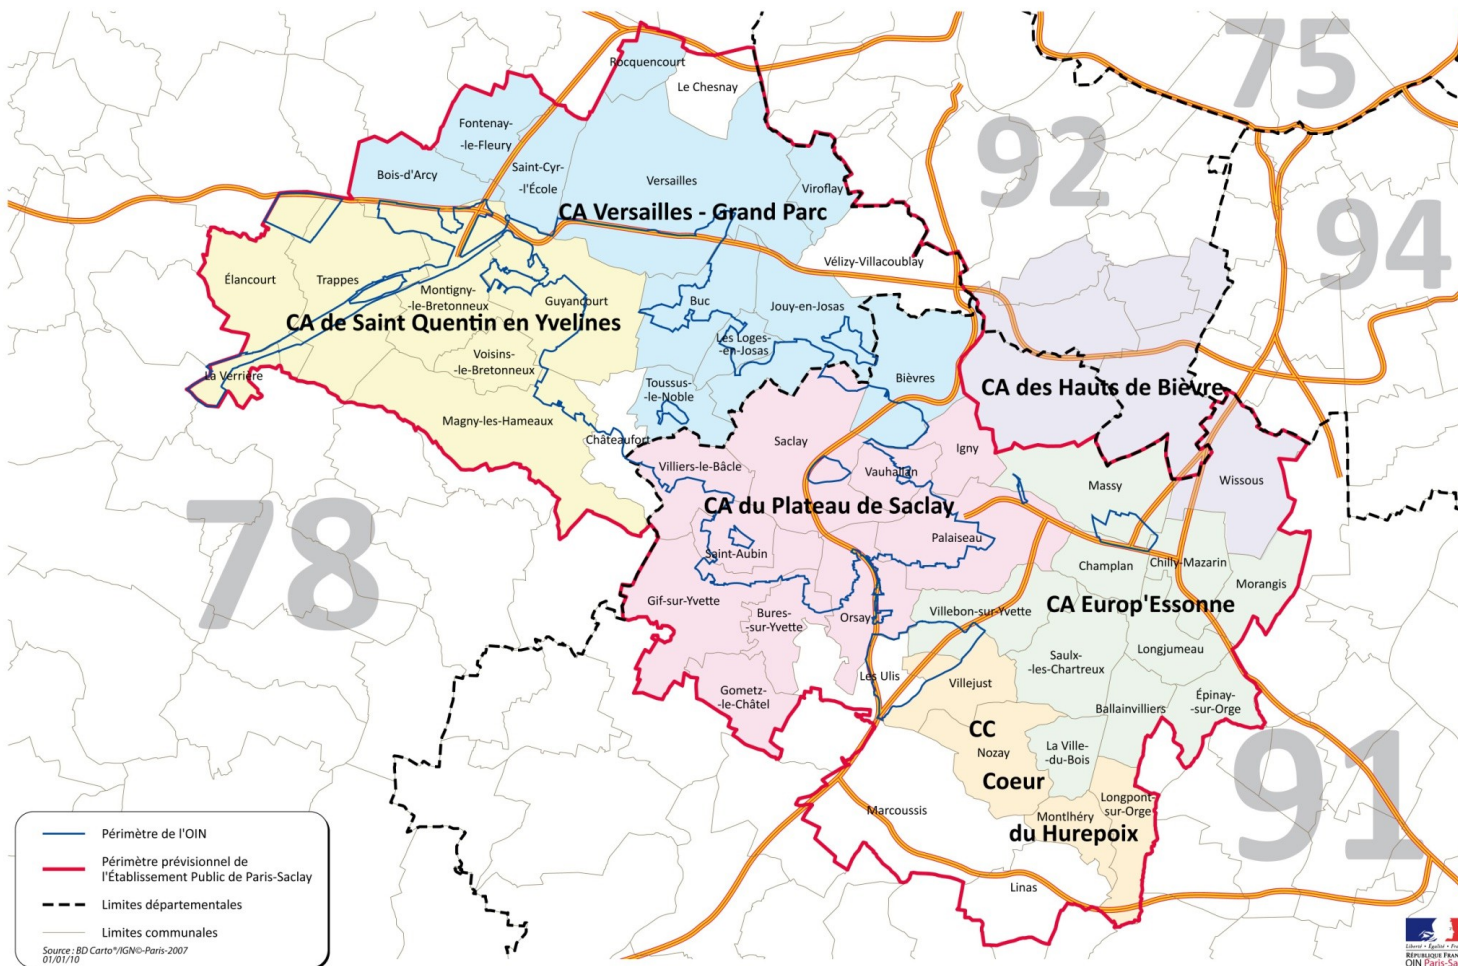 75
92
94
78
91
Rocquencourt
Le Chesnay
Fontenay-
-le-Fleury
Saint-Cyr-
-l'École
Bois-d'Arcy
Versailles
Viroflay
CA Versailles - Grand Parc
Vélizy-Villacoublay
Élancourt
Trappes
Montigny-
-le-Bretonneux
Guyancourt
Buc
Jouy-en-Josas
CA de Saint Quentin en Yvelines
Les Loges-
-en-Josas
Voisins-
-le-Bretonneux
La Verrière
Toussus-
-le-Noble
Bièvres
CA des Hauts de Bièvre
Magny-les-Hameaux
Châteaufort
Saclay
Igny
Villiers-le-Bâcle
Vauhallan
Massy
Wissous
CA du Plateau de Saclay
Saint-Aubin
Palaiseau
Champlan
Chilly-Mazarin
Morangis
Gif-sur-Yvette
Bures-
-sur-Yvette
Orsay
Villebon-sur-Yvette
CA Europ'Essonne
Saulx-
-les-Chartreux
Longjumeau
Les Ulis
Villejust
Gometz-
-le-Châtel
Ballainvilliers
Épinay-
-sur-Orge
CC
Nozay
La Ville-
-du-Bois
Coeur
Marcoussis
Montlhéry
Longpont-
-sur-Orge
du Hurepoix
Linas
Périmètre de l'OIN
Périmètre prévisionnel de
l'Établissement Public de Paris-Saclay
Limites départementales
Limites communales
Source : BD Carto®/IGN©-Paris-2007
01/01/10
RÉPUBLIQUE FRAN
OIN Paris-Sa